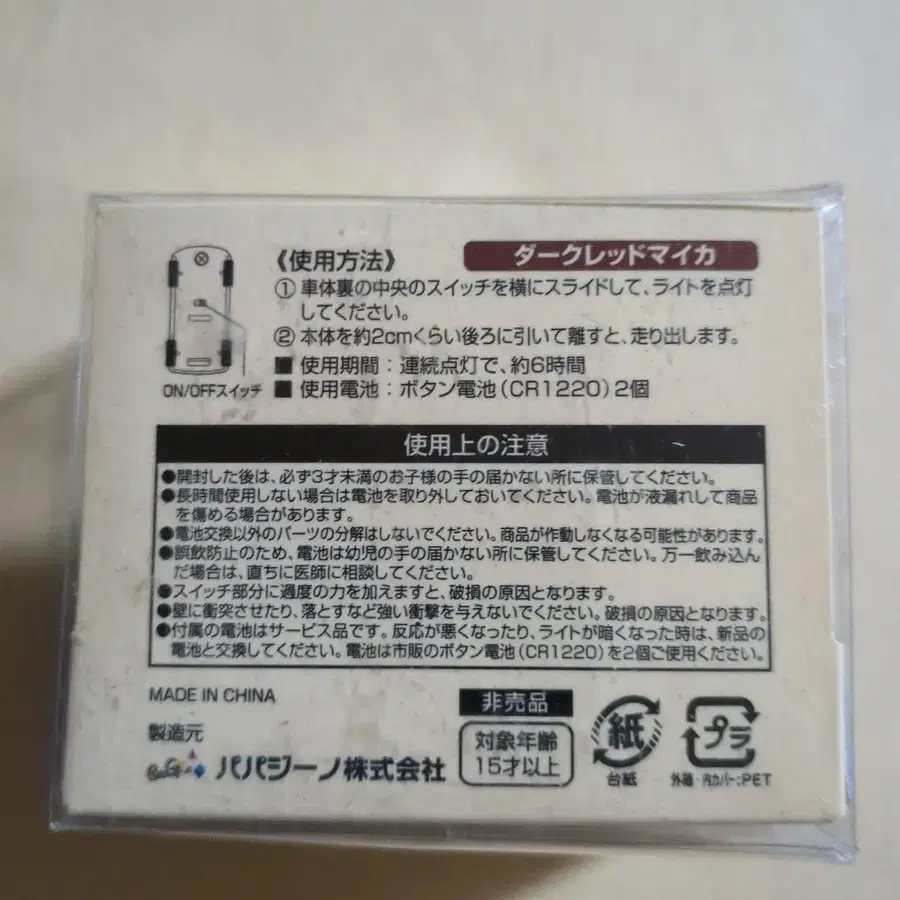 ダークレッドマイカ
《使用方法》
① 車体裏の中央のスイッチを横にスライドして、ライトを点灯
してください。
② 本体を約2cmくらい後ろに引いて離すと、走り出します。
■ 使用期間：連続点灯で、約6時間
■ 使用電池：ボタン電池（CR1220）2個
ON/OFFスイッチ
使用上の注意
●開封した後は、必ず3才未満のお子様の手の届かない所に保管してください。
●長時間使用しない場合は電池を取り外しておいてください。電池が液漏れして商品
を傷める場合があります。
●電池交換以外のパーツの分解はしないでください。商品が作動しなくなる可能性があります。
●誤飲防止のため、電池は幼児の手の届かない所に保管してください。万一飲み込ん
だ場合は、直ちに医師に相談してください。
●スイッチ部分に過度の力を加えますと、破損の原因となります。
●壁に衝突させたり、落とすなど強い衝撃を与えないでください。破損の原因となります。
●付属の電池はサービス品です。反応が悪くなったり、ライトが暗くなった時は、新品の
電池と交換してください。電池は市販のボタン電池（CR1220）を2個ご使用ください。
MADE IN CHINA
製造元
パパジーノ株式会社
非売品
対象年齢
15才以上
紙
台紙
プラ
外箱・内カバー：PET